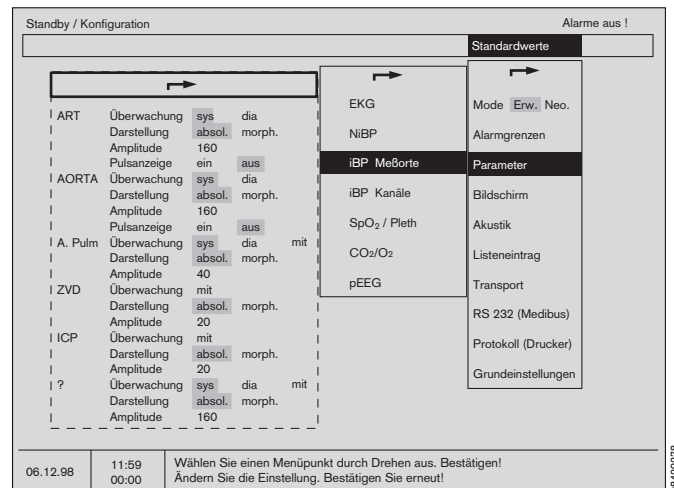 Standby / Konfiguration
Alarme aus !
Standardwerte
ART Überwachung sys dia
Darstellung absol. morph.
Amplitude 160
Pulsanzeige ein aus
AORTA Überwachung sys dia
Darstellung absol. morph.
Amplitude 160
Pulsanzeige ein aus
A. Pulm Überwachung sys dia mit
Darstellung absol. morph.
Amplitude 40
ZVD Überwachung mit
Darstellung absol. morph.
Amplitude 20
ICP Überwachung mit
Darstellung absol. morph.
Amplitude 20
? Überwachung sys dia mit
Darstellung absol. morph.
Amplitude 160
EKG
NiBP
iBP Meßorte
iBP Kanäle
SpO2 / Pleth
CO2/O2
pEEG
Mode Erw. Neo.
Alarmgrenzen
Parameter
Bildschirm
Akustik
Listeneintrag
Transport
RS 232 (Medibus)
Protokoll (Drucker)
Grundeinstellungen
06.12.98
11:59
00:00
Wählen Sie einen Menüpunkt durch Drehen aus. Bestätigen!
Ändern Sie die Einstellung. Bestätigen Sie erneut!